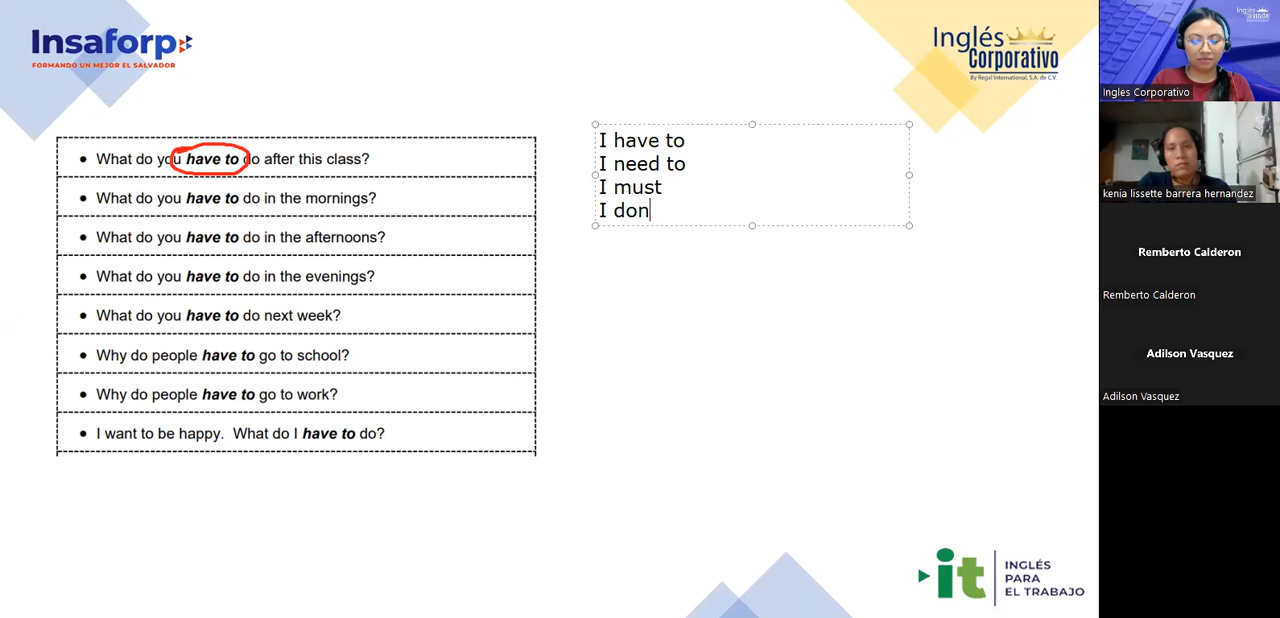 Insaforp
FORMANDO UN MEJOR EL SALVADOR
Inglés
Corporativo
By Regal International, S.A. de C.V.
• What do you have to do after this class?
• What do you have to do in the mornings?
• What do you have to do in the afternoons?
• What do you have to do in the evenings?
• What do you have to do next week?
• Why do people have to go to school?
• Why do people have to go to work?
• I want to be happy. What do I have to do?
I have to
I need to
I must
I don
it
INGLÉS
PARA
EL TRABAJO
Ingles Corporativo
kenia lissette barrera hernandez
Remberto Calderon
Remberto Calderon
Adilson Vasquez
Adilson Vasquez